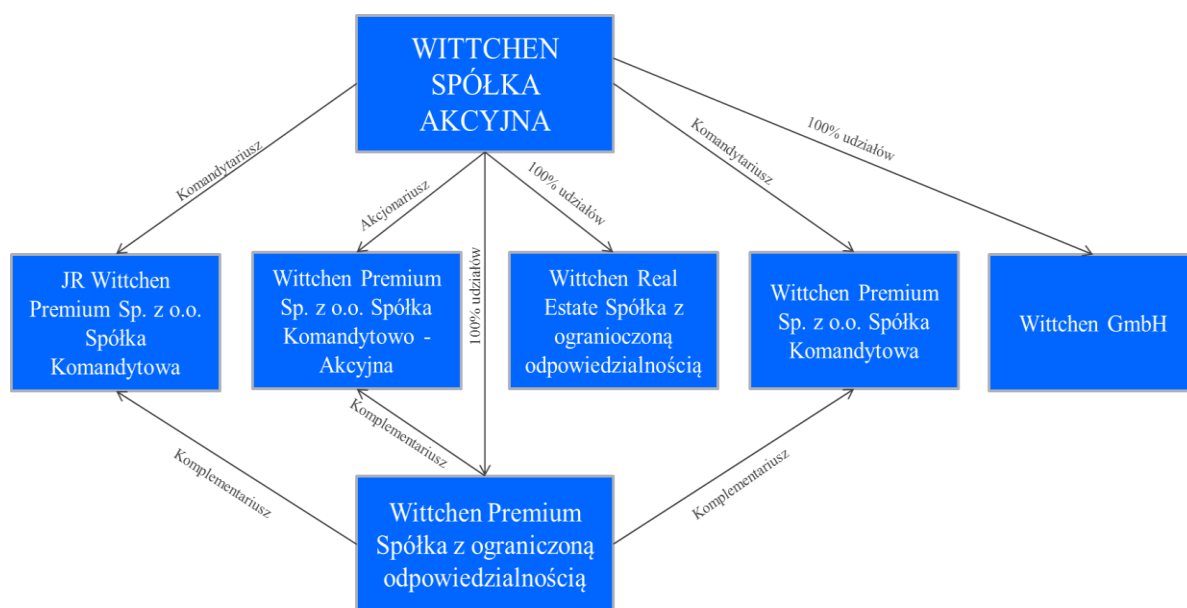 WITTCHEN
SPÓŁKA
AKCYJNA
Komandytariusz
Akcjonariusz
100% udziałów
100% udziałów
Komandytariusz
100% udziałów
JR Wittchen
Premium Sp. z o.o.
Spółka
Komandytowa
Wittchen Premium
Sp. z o.o. Spółka
Komandytowo -
Akcyjna
Wittchen Real
Estate Spółka z
ogranioczoną
odpowiedzialnością
Wittchen Premium
Sp. z o.o. Spółka
Komandytowa
Wittchen GmbH
Komplementariusz
Komplementariusz
Komplementariusz
Wittchen Premium
Spółka z ograniczoną
odpowiedzialnością